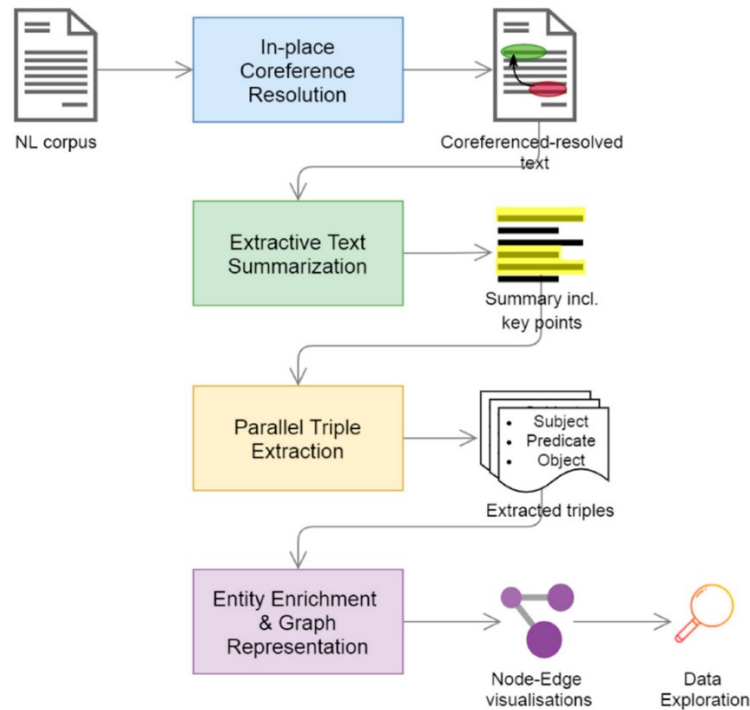 In-place
Coreference
Resolution
NL corpus
Coreferenced-resolved
text
Extractive Text
Summarization
Summary incl.
key points
Parallel Triple
Extraction
• Subject
• Predicate
• Object
Extracted triples
Entity Enrichment
& Graph
Representation
Node-Edge
visualisations
Data
Exploration